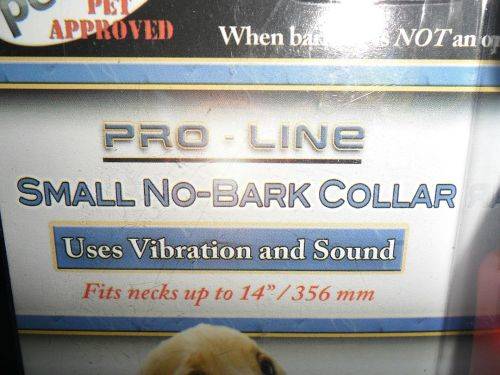 PET
APPROVED
When NOT an
PRO-LINE
SMALL NO-BARK COLLAR
Uses Vibration and Sound
Fits necks up to 14"/356 mm